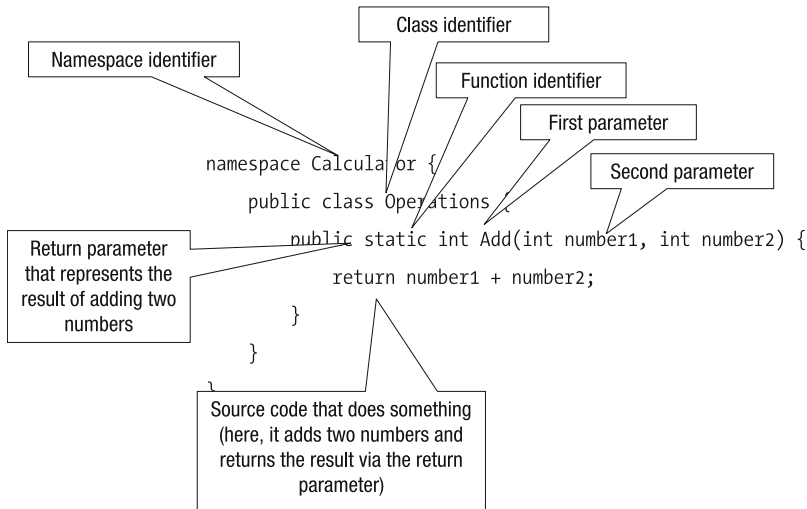 Class identifier
Namespace identifier
Function identifier
First parameter
Second parameter
namespace Calculator {
public class Operations {
public static int Add(int number1, int number2) {
return number1 + number2;
}
}
}
Return parameter
that represents the
result of adding two
numbers
Source code that does something
(here, it adds two numbers and
returns the result via the return
parameter)